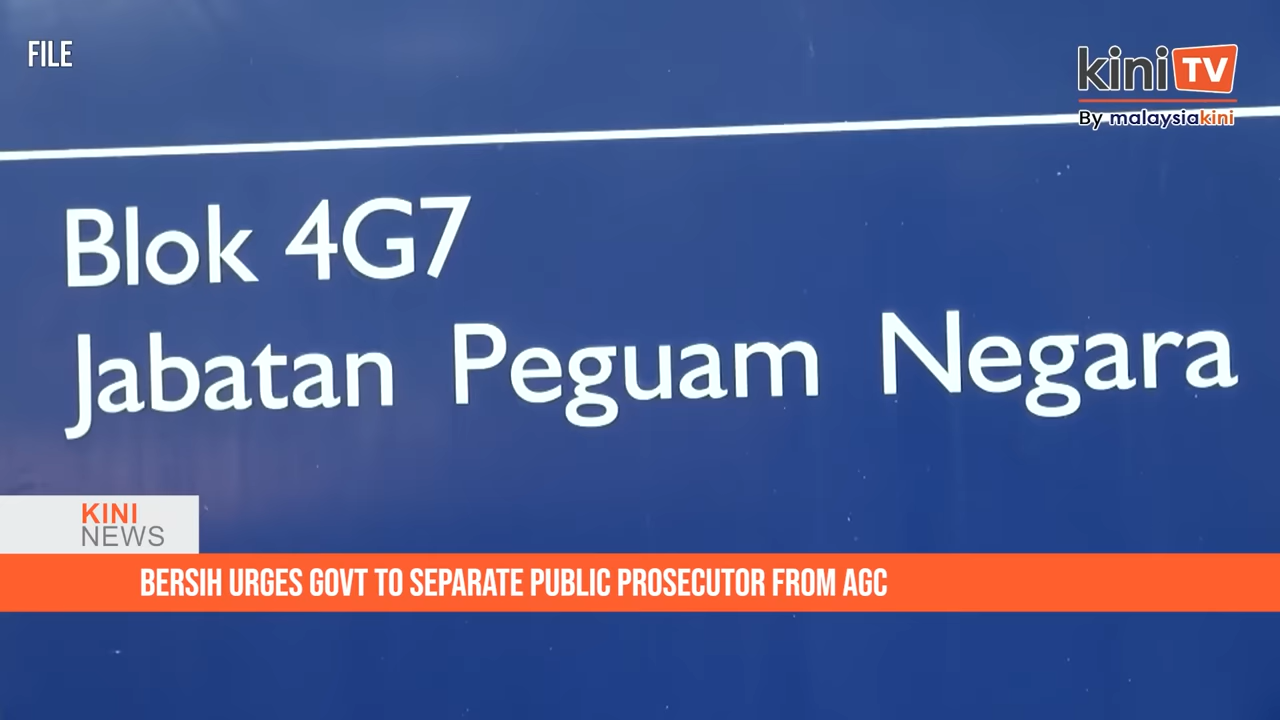 FILE
kini TV
By malaysiakini
Blok 4G7
Jabatan Peguam Negara
KINI
NEWS
BERSIH URGES GOVT TO SEPARATE PUBLIC PROSECUTOR FROM AGC